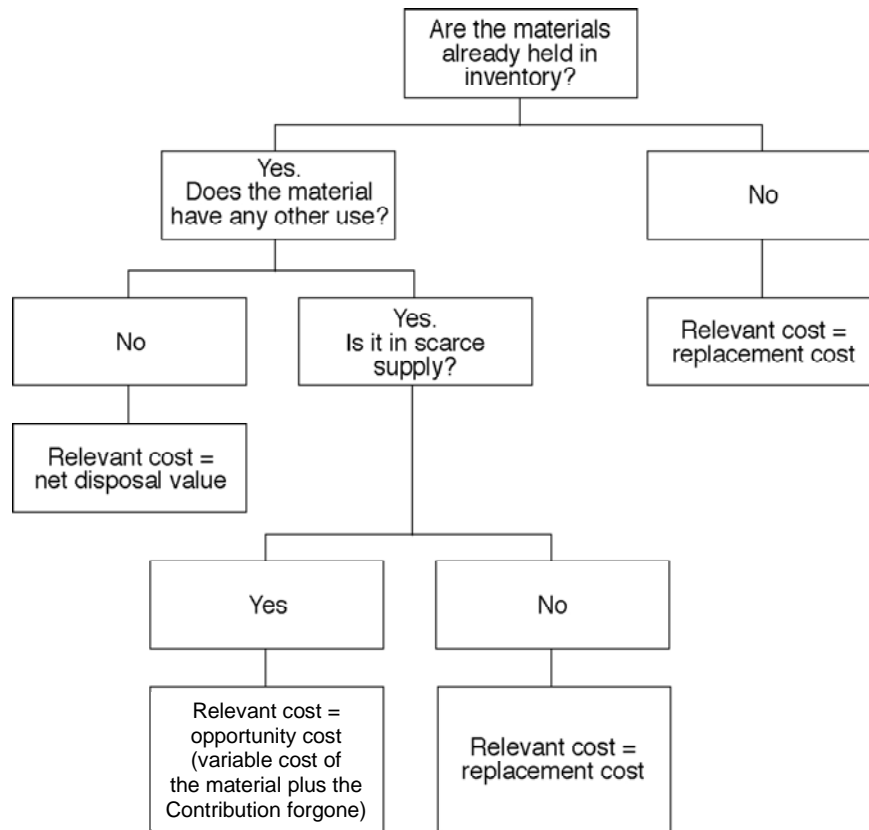 Are the materials
already held in
inventory?
Yes.
Does the material
have any other use?
No
No
Yes.
Is it in scarce
supply?
Relevant cost =
replacement cost
Relevant cost =
net disposal value
Yes
No
Relevant cost =
opportunity cost
(variable cost of
the material plus the
Contribution forgone)
Relevant cost =
replacement cost